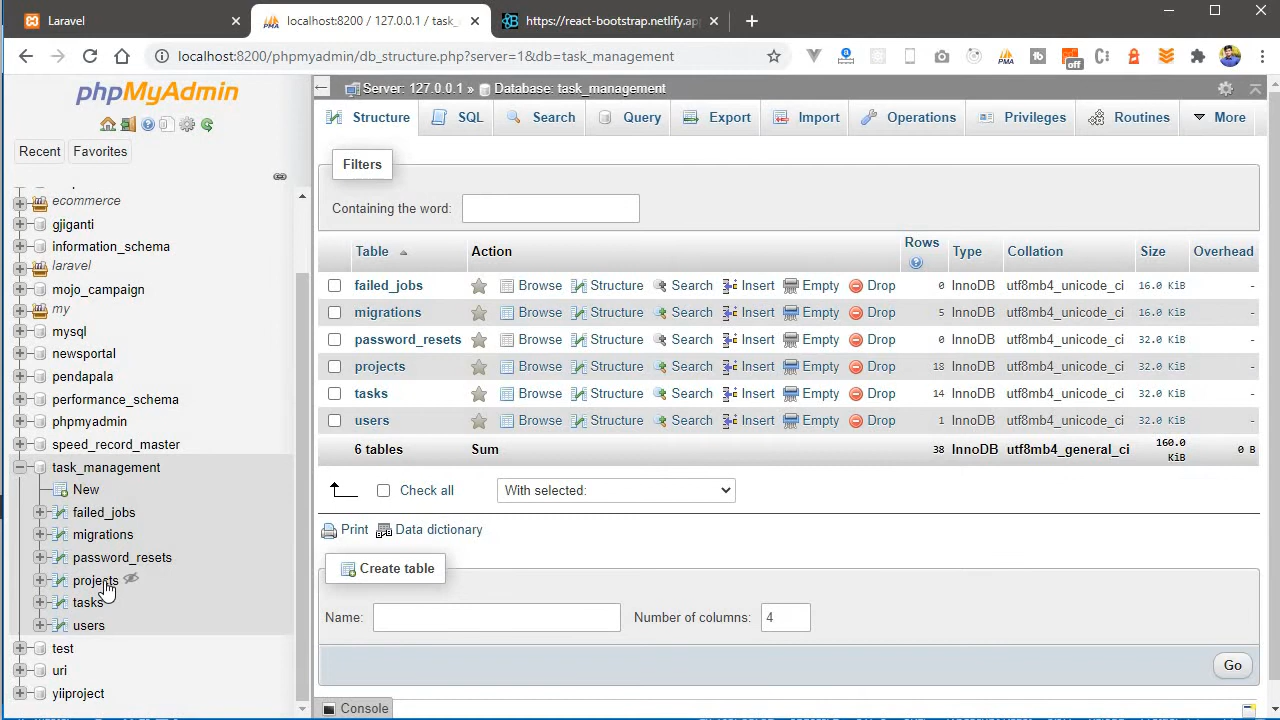 Laravel
localhost:8200 / 127.0.0.1 / task_
https://react-bootstrap.netlify.app
localhost:8200/phpmyadmin/db_structure.php?server=1&db=task_management
off
phpMyAdmin
Recent Favorites
ecommerce
gjiganti
information_schema
laravel
mojo_campaign
my
mysql
newsportal
pendapala
performance_schema
phpmyadmin
speed_record_master
task_management
New
failed_jobs
migrations
password_resets
projects
tasks
users
test
uri
yiiproject
Server: 127.0.0.1 » Database: task_management
Structure SQL Search Query Export Import Operations Privileges Routines More
Filters
Containing the word:
Table Action Rows Type Collation Size Overhead
failed_jobs Browse Structure Search Insert Empty Drop 0 InnoDB utf8mb4_unicode_ci 16.0 KiB -
migrations Browse Structure Search Insert Empty Drop 5 InnoDB utf8mb4_unicode_ci 16.0 KiB -
password_resets Browse Structure Search Insert Empty Drop 0 InnoDB utf8mb4_unicode_ci 32.0 KiB -
projects Browse Structure Search Insert Empty Drop 18 InnoDB utf8mb4_unicode_ci 32.0 KiB -
tasks Browse Structure Search Insert Empty Drop 14 InnoDB utf8mb4_unicode_ci 32.0 KiB -
users Browse Structure Search Insert Empty Drop 1 InnoDB utf8mb4_unicode_ci 32.0 KiB -
6 tables Sum 38 InnoDB utf8mb4_general_ci 160.0 KiB 0 B
Check all With selected:
Print Data dictionary
Create table
Name: Number of columns: 4
Go
Console